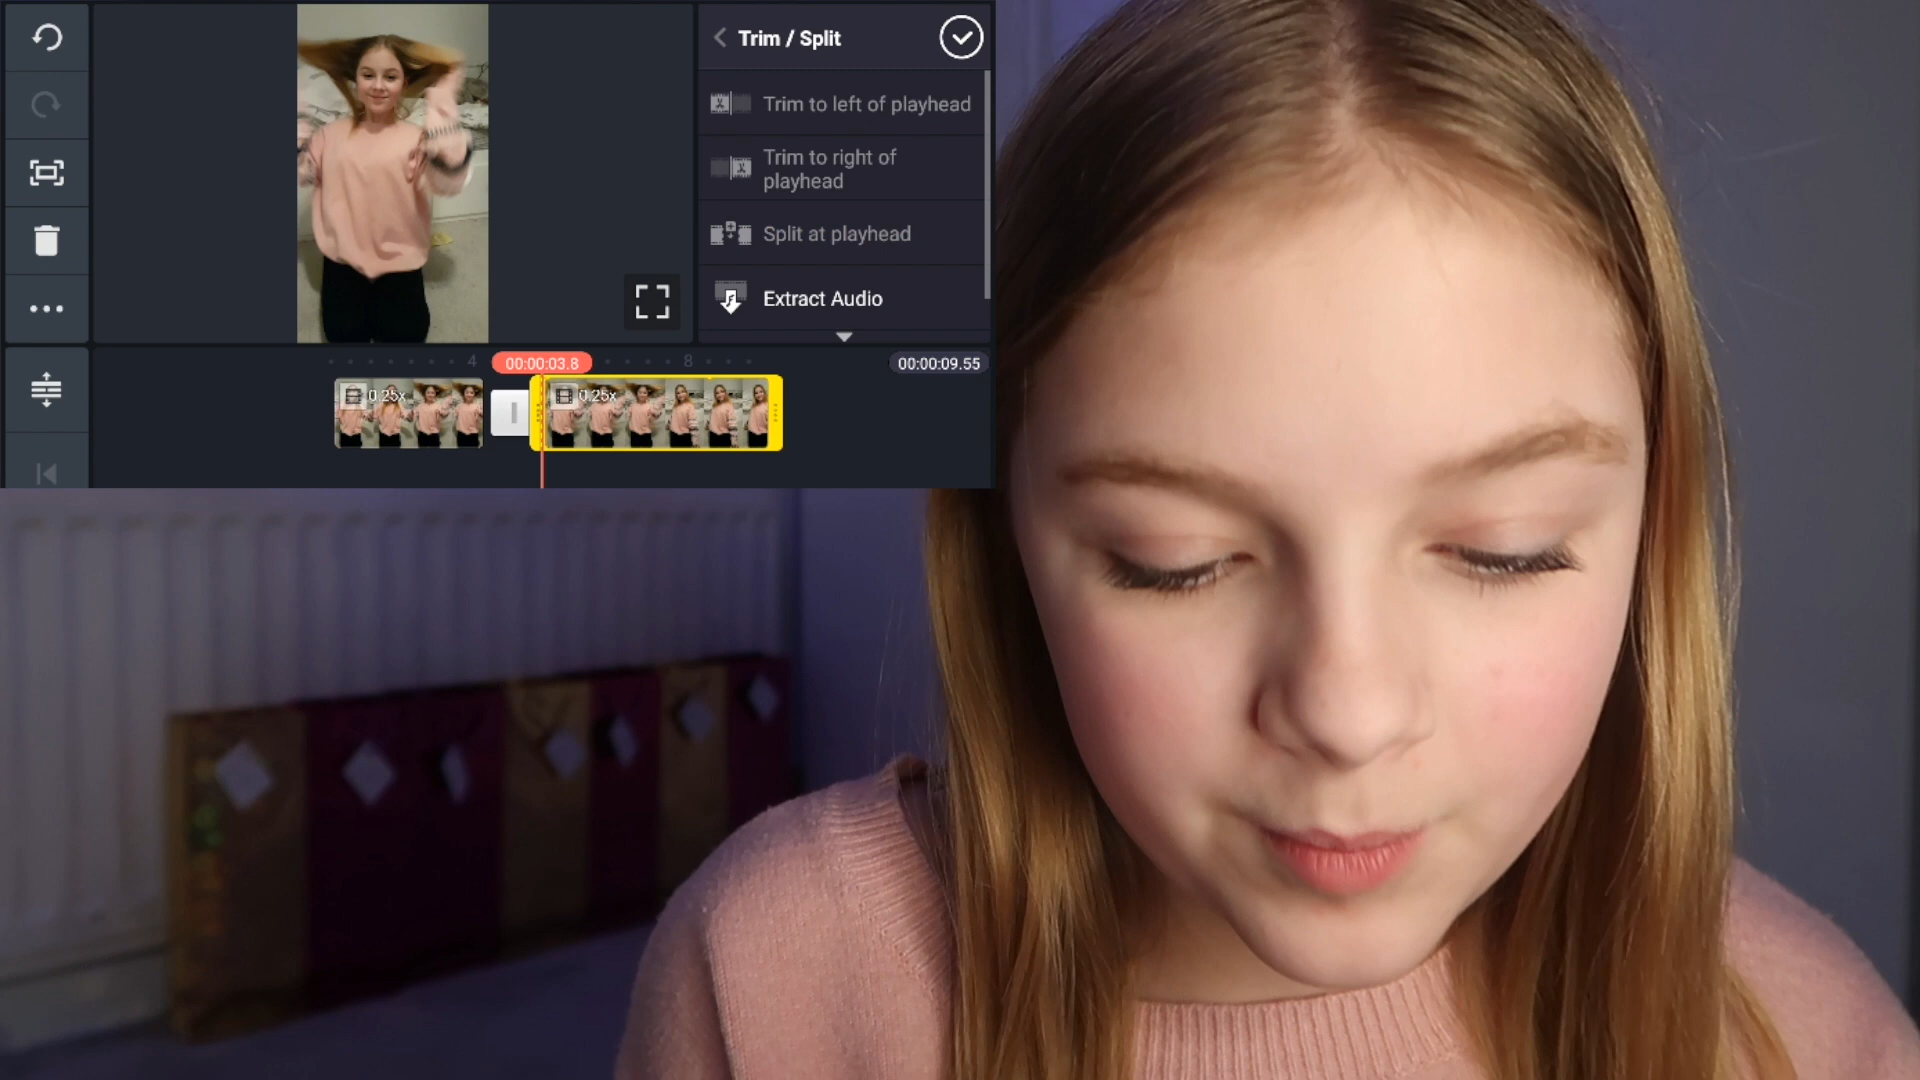 Trim / Split
Trim to left of playhead
Trim to right of
playhead
Split at playhead
Extract Audio
4
00:00:03.8
8
00:00:09.55
0.25x
0.25x